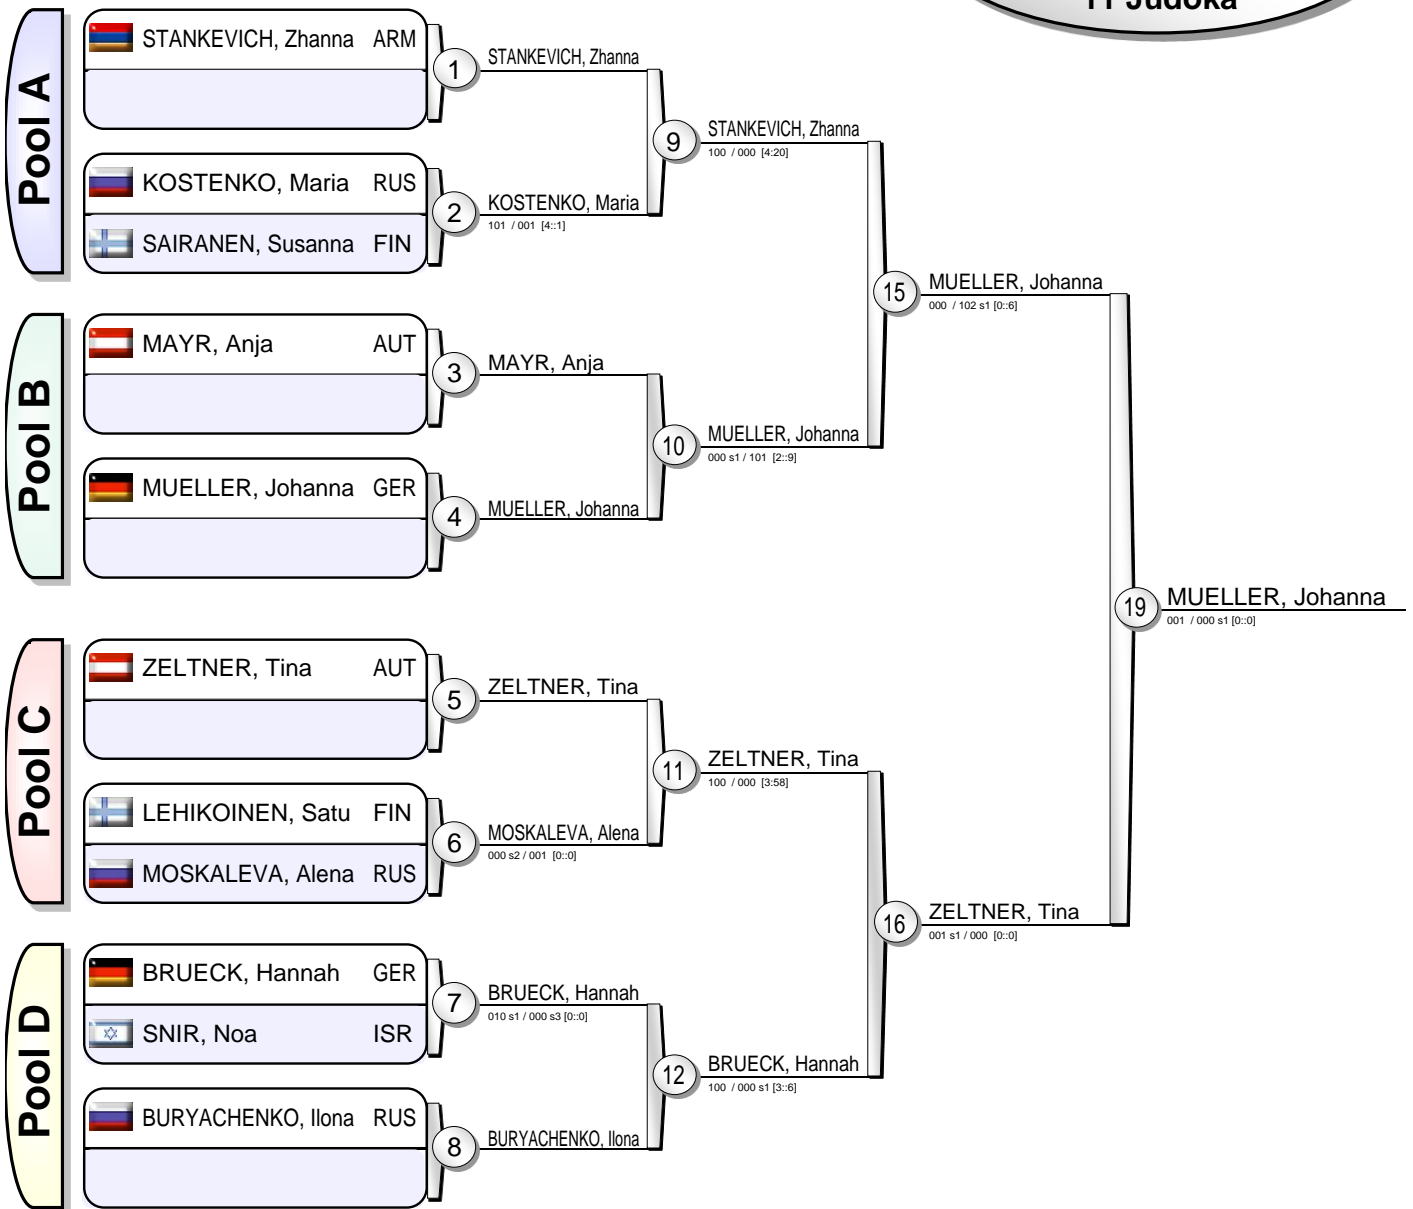 11 Judoka
Pool A
STANKEVICH, Zhanna ARM
1
STANKEVICH, Zhanna
KOSTENKO, Maria RUS
SAIRANEN, Susanna FIN
2
KOSTENKO, Maria
101 / 001 [4::1]
9
STANKEVICH, Zhanna
100 / 000 [4:20]
Pool B
MAYR, Anja AUT
3
MAYR, Anja
MUELLER, Johanna GER
4
MUELLER, Johanna
10
MUELLER, Johanna
000 s1 / 101 [2::9]
15
MUELLER, Johanna
000 / 102 s1 [0::6]
Pool C
ZELTNER, Tina AUT
5
ZELTNER, Tina
LEHIKOINEN, Satu FIN
MOSKALEVA, Alena RUS
6
MOSKALEVA, Alena
000 s2 / 001 [0::0]
11
ZELTNER, Tina
100 / 000 [3:58]
Pool D
BRUECK, Hannah GER
SNIR, Noa ISR
7
BRUECK, Hannah
010 s1 / 000 s3 [0::0]
BURYACHENKO, Ilona RUS
8
BURYACHENKO, Ilona
12
BRUECK, Hannah
100 / 000 s1 [3::6]
16
ZELTNER, Tina
001 s1 / 000 [0::0]
19
MUELLER, Johanna
001 / 000 s1 [0::0]